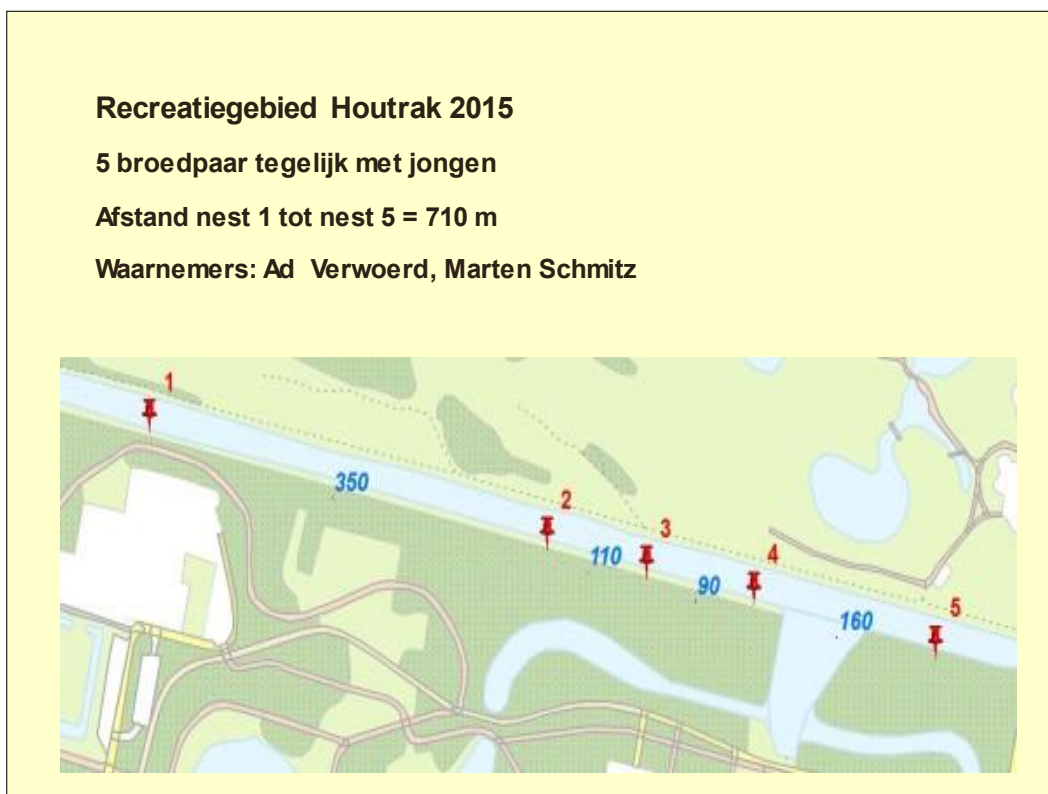 Recreatiegebied Houtrak 2015
5 broedpaar tegelijk met jongen
Afstand nest 1 tot nest 5 = 710 m
Waarnemers: Ad Verwoerd, Marten Schmitz
1
350
2
110
3
90
4
160
5